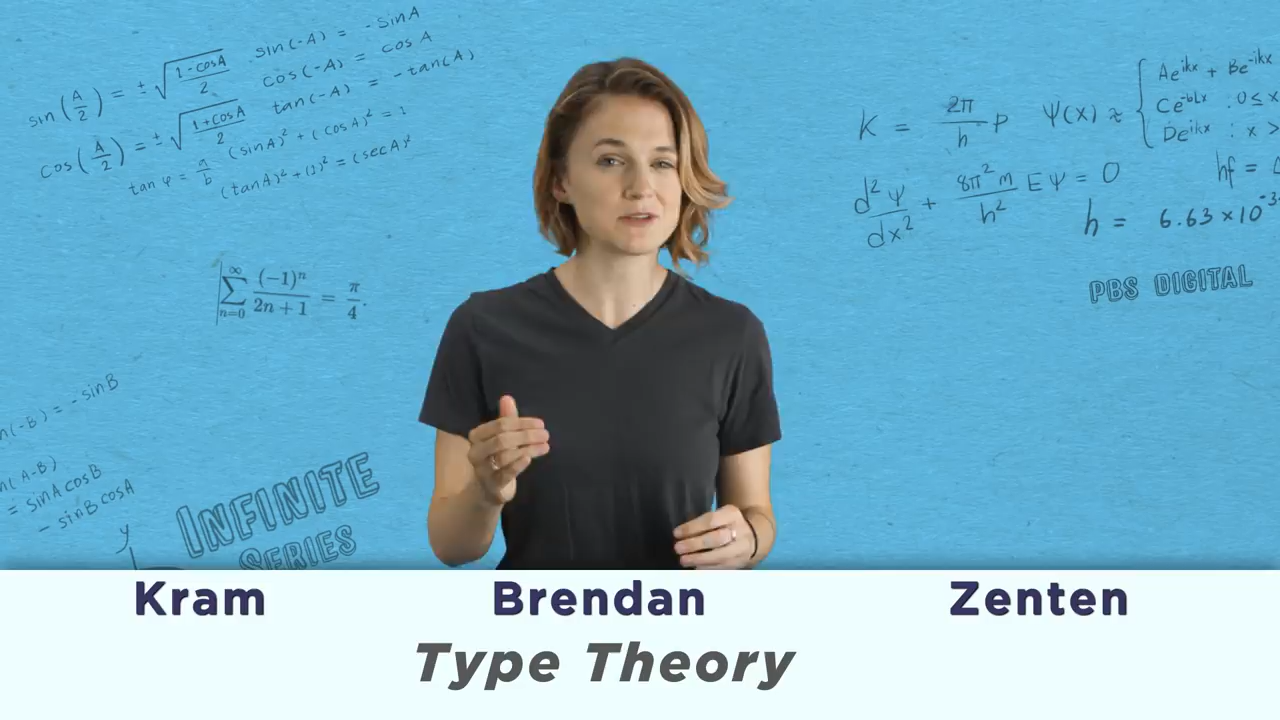 sin(A/2) = ± √((1-cosA)/2)
cos(A/2) = ± √((1+cosA)/2)
sin(-A) = - sinA
cos(-A) = cosA
tan(-A) = - tan(A)
tan φ = a/b
(sinA)² + (cosA)² = 1
(tanA)² + (1)² = (secA)²
K = 2π/h P
Ψ(x) ≈ { Ae^ikx + Be^-ikx
0 ≤ x
De^ikx : x >
d²Ψ/dx² + 8π²m/h² EΨ = 0
hf =
h = 6.63 × 10
PBS DIGITAL
∑ n=0 ∞ (-1)^n / 2n + 1 = π/4.
(-B) = - sinB
(A-B)
= sinA cosB
- sinB cosA
y
INFINITE
SERIES
Kram Brendan Zenten
Type Theory